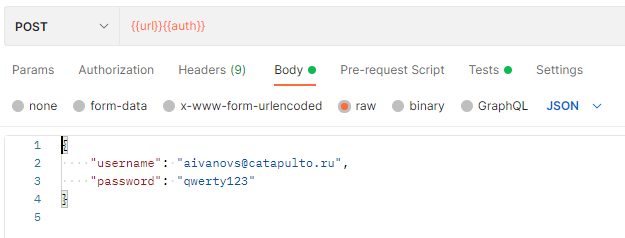 POST {{url}}{{auth}}
Params Authorization Headers (9) Body Pre-request Script Tests Settings
none form-data x-www-form-urlencoded raw binary GraphQL JSON
1 {
2 "username": "aivanovs@catapulto.ru",
3 "password": "qwerty123"
4 }
5